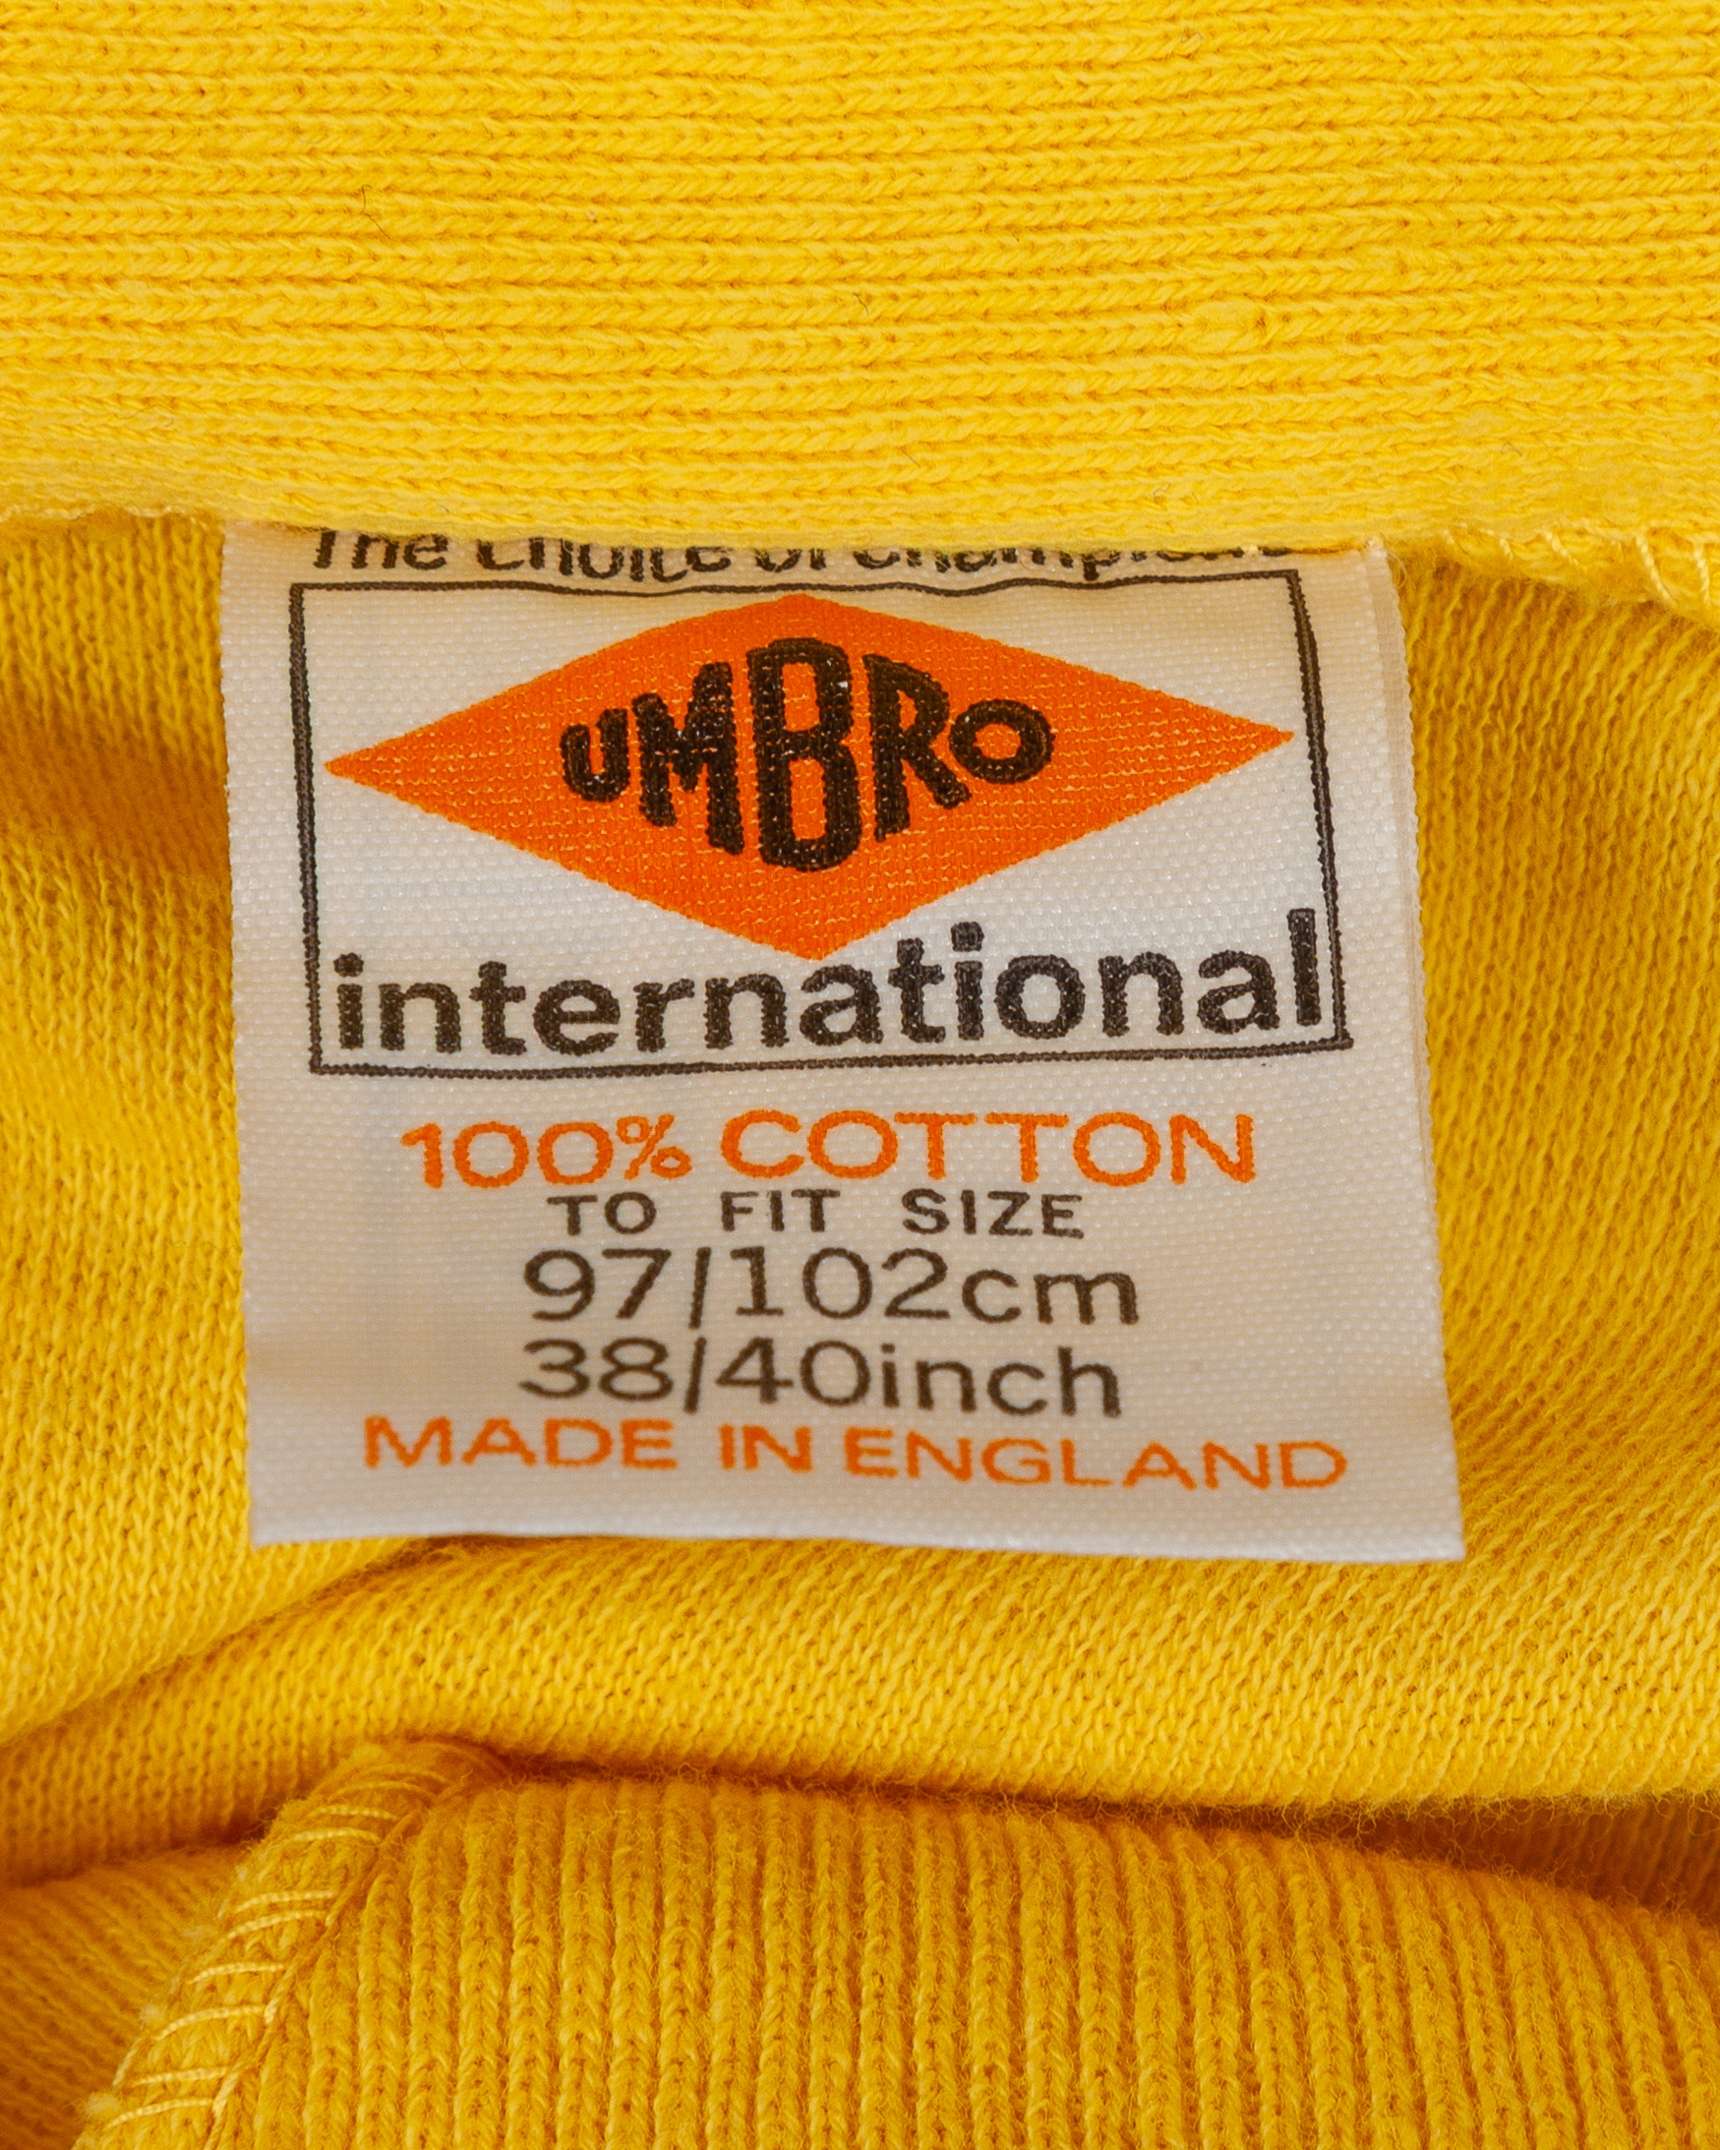 The Choice of Champions
UMBRO
international
100% COTTON
TO FIT SIZE
97/102cm
38/40inch
MADE IN ENGLAND